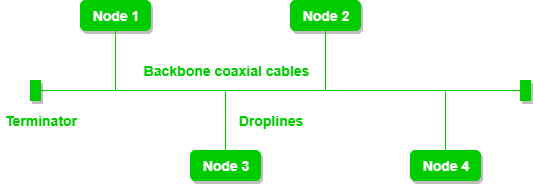 Node 1
Node 2
Backbone coaxial cables
Terminator
Droplines
Node 3
Node 4